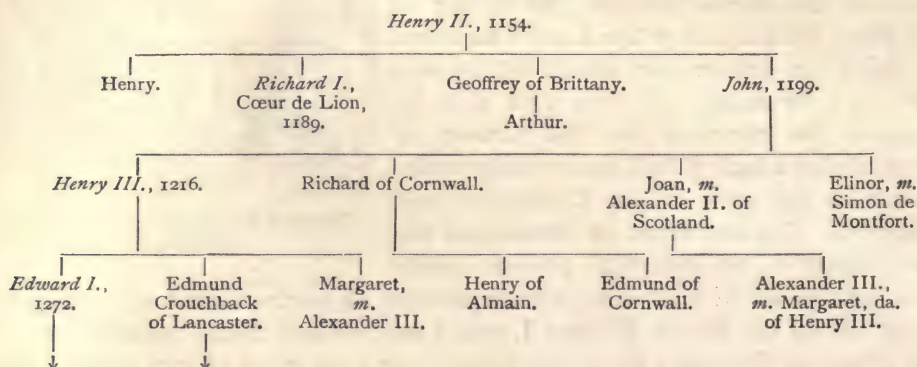 Henry II., 1154.
Henry.
Richard I.,
Cœur de Lion,
1189.
Geoffrey of Brittany.
Arthur.
John, 1199.
Henry III., 1216.
Richard of Cornwall.
Joan, m.
Alexander II. of
Scotland.
Elinor, m.
Simon de
Montfort.
Edward I.,
1272.
Edmund
Crouchback
of Lancaster.
Margaret,
m.
Alexander III.
Henry of
Almain.
Edmund of
Cornwall.
Alexander III.,
m. Margaret, da.
of Henry III.